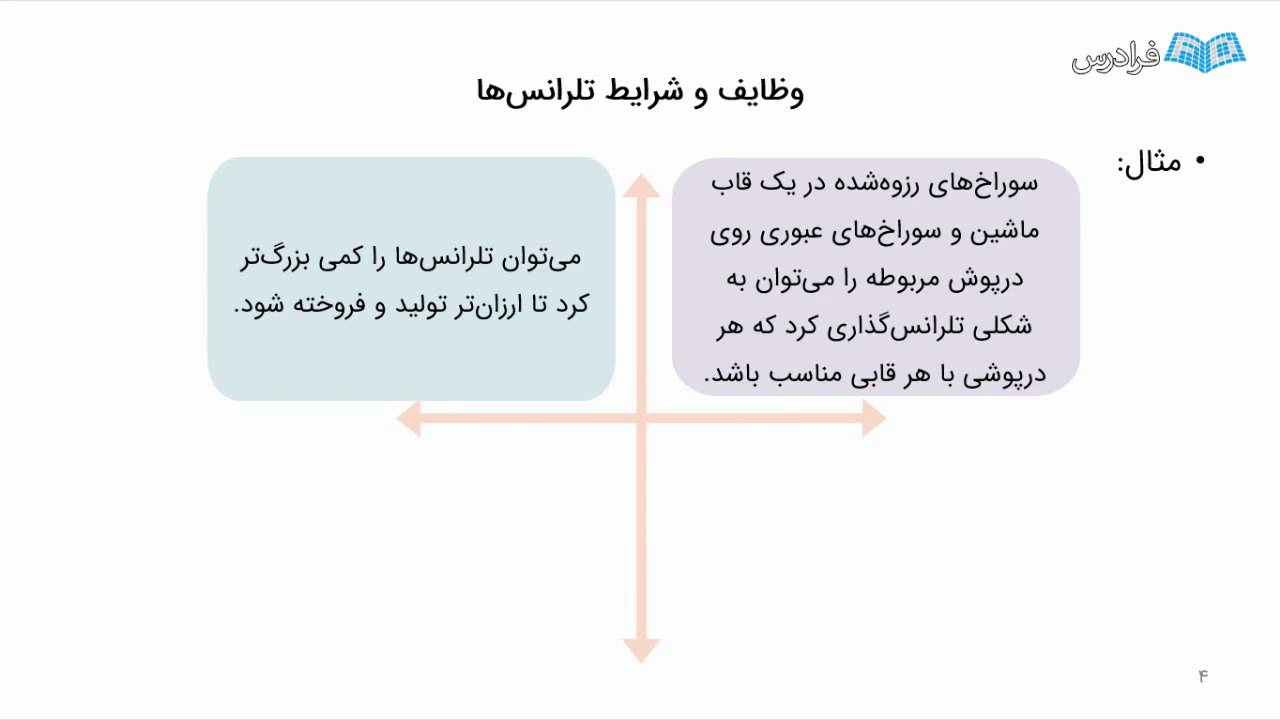 فرادرس
وظایف و شرایط تلرانس‌ها
• مثال:
سوراخ‌های رزوه‌شده در یک قاب
ماشین و سوراخ‌های عبوری روی
درپوش مربوطه را می‌توان به
شکلی تلرانس‌گذاری کرد که هر
درپوشی با هر قابی مناسب باشد.
می‌توان تلرانس‌ها را کمی بزرگ‌تر
کرد تا ارزان‌تر تولید و فروخته شود.
۴